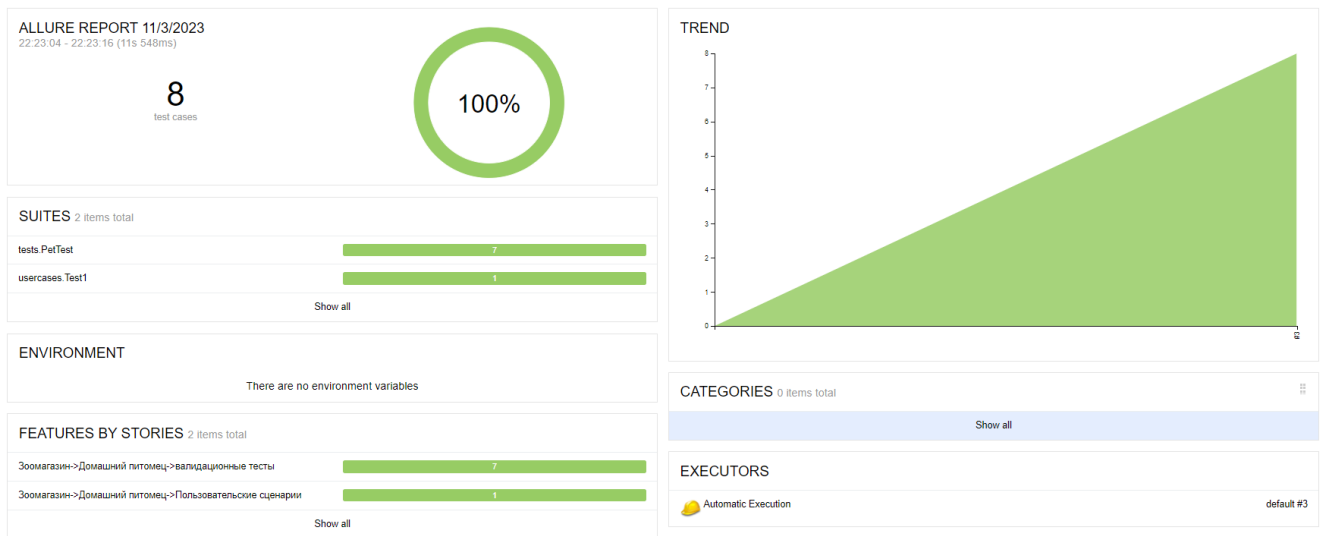 ALLURE REPORT 11/3/2023
22:23:04 - 22:23:16 (11s 548ms)
8
test cases
100%
SUITES 2 items total
tests.PetTest 7
usercases.Test1 1
Show all
ENVIRONMENT
There are no environment variables
FEATURES BY STORIES 2 items total
Зоомагазин->Домашний питомец->валидационные тесты 7
Зоомагазин->Домашний питомец->Пользовательские сценарии 1
Show all
TREND
8
7
6
5
4
3
2
1
0
#3
CATEGORIES 0 items total
Show all
EXECUTORS
Automatic Execution default #3